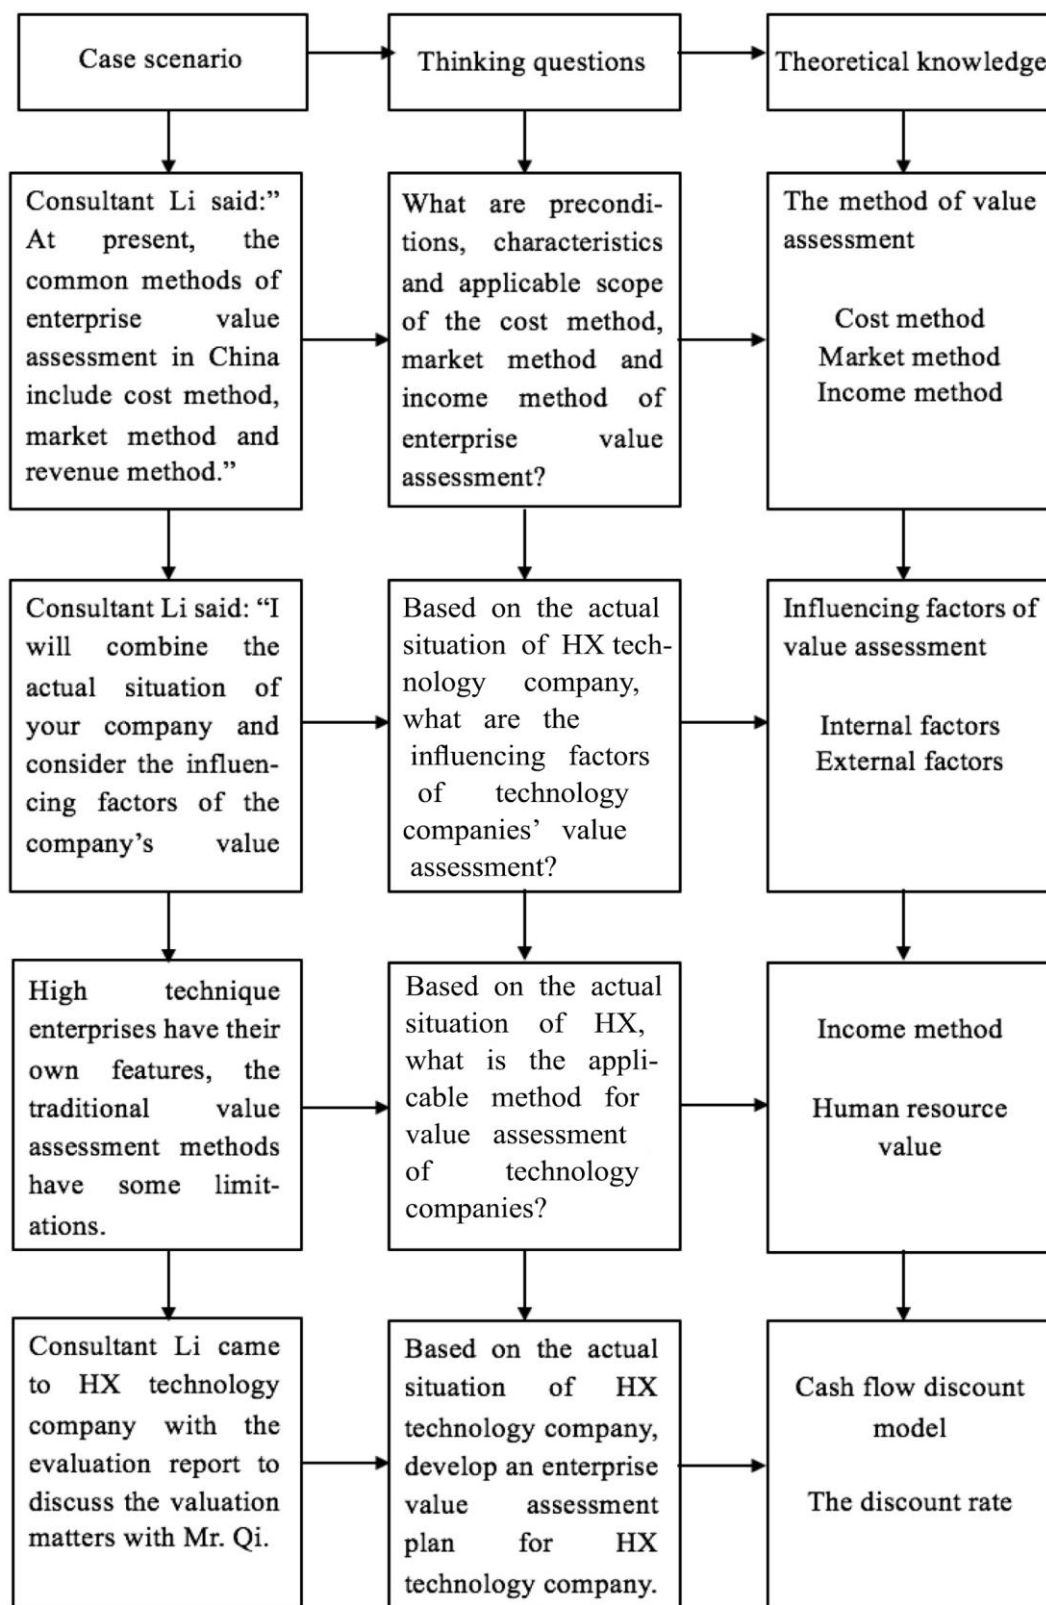 Case scenario
Thinking questions
Theoretical knowledge
Consultant Li said:”
At present, the
common methods of
enterprise value
assessment in China
include cost method,
market method and
revenue method.”
What are precondi-
tions, characteristics
and applicable scope
of the cost method,
market method and
income method of
enterprise value
assessment?
The method of value
assessment
Cost method
Market method
Income method
Consultant Li said: “I
will combine the
actual situation of
your company and
consider the influen-
cing factors of the
company’s value
Based on the actual
situation of HX tech-
nology company,
what are the
influencing factors
of technology
companies’ value
assessment?
Influencing factors of
value assessment
Internal factors
External factors
High technique
enterprises have their
own features, the
traditional value
assessment methods
have some limit-
ations.
Based on the actual
situation of HX,
what is the appli-
cable method for
value assessment
of technology
companies?
Income method
Human resource
value
Consultant Li came
to HX technology
company with the
evaluation report to
discuss the valuation
matters with Mr. Qi.
Based on the actual
situation of HX
technology company,
develop an enterprise
value assessment
plan for HX
technology company.
Cash flow discount
model
The discount rate